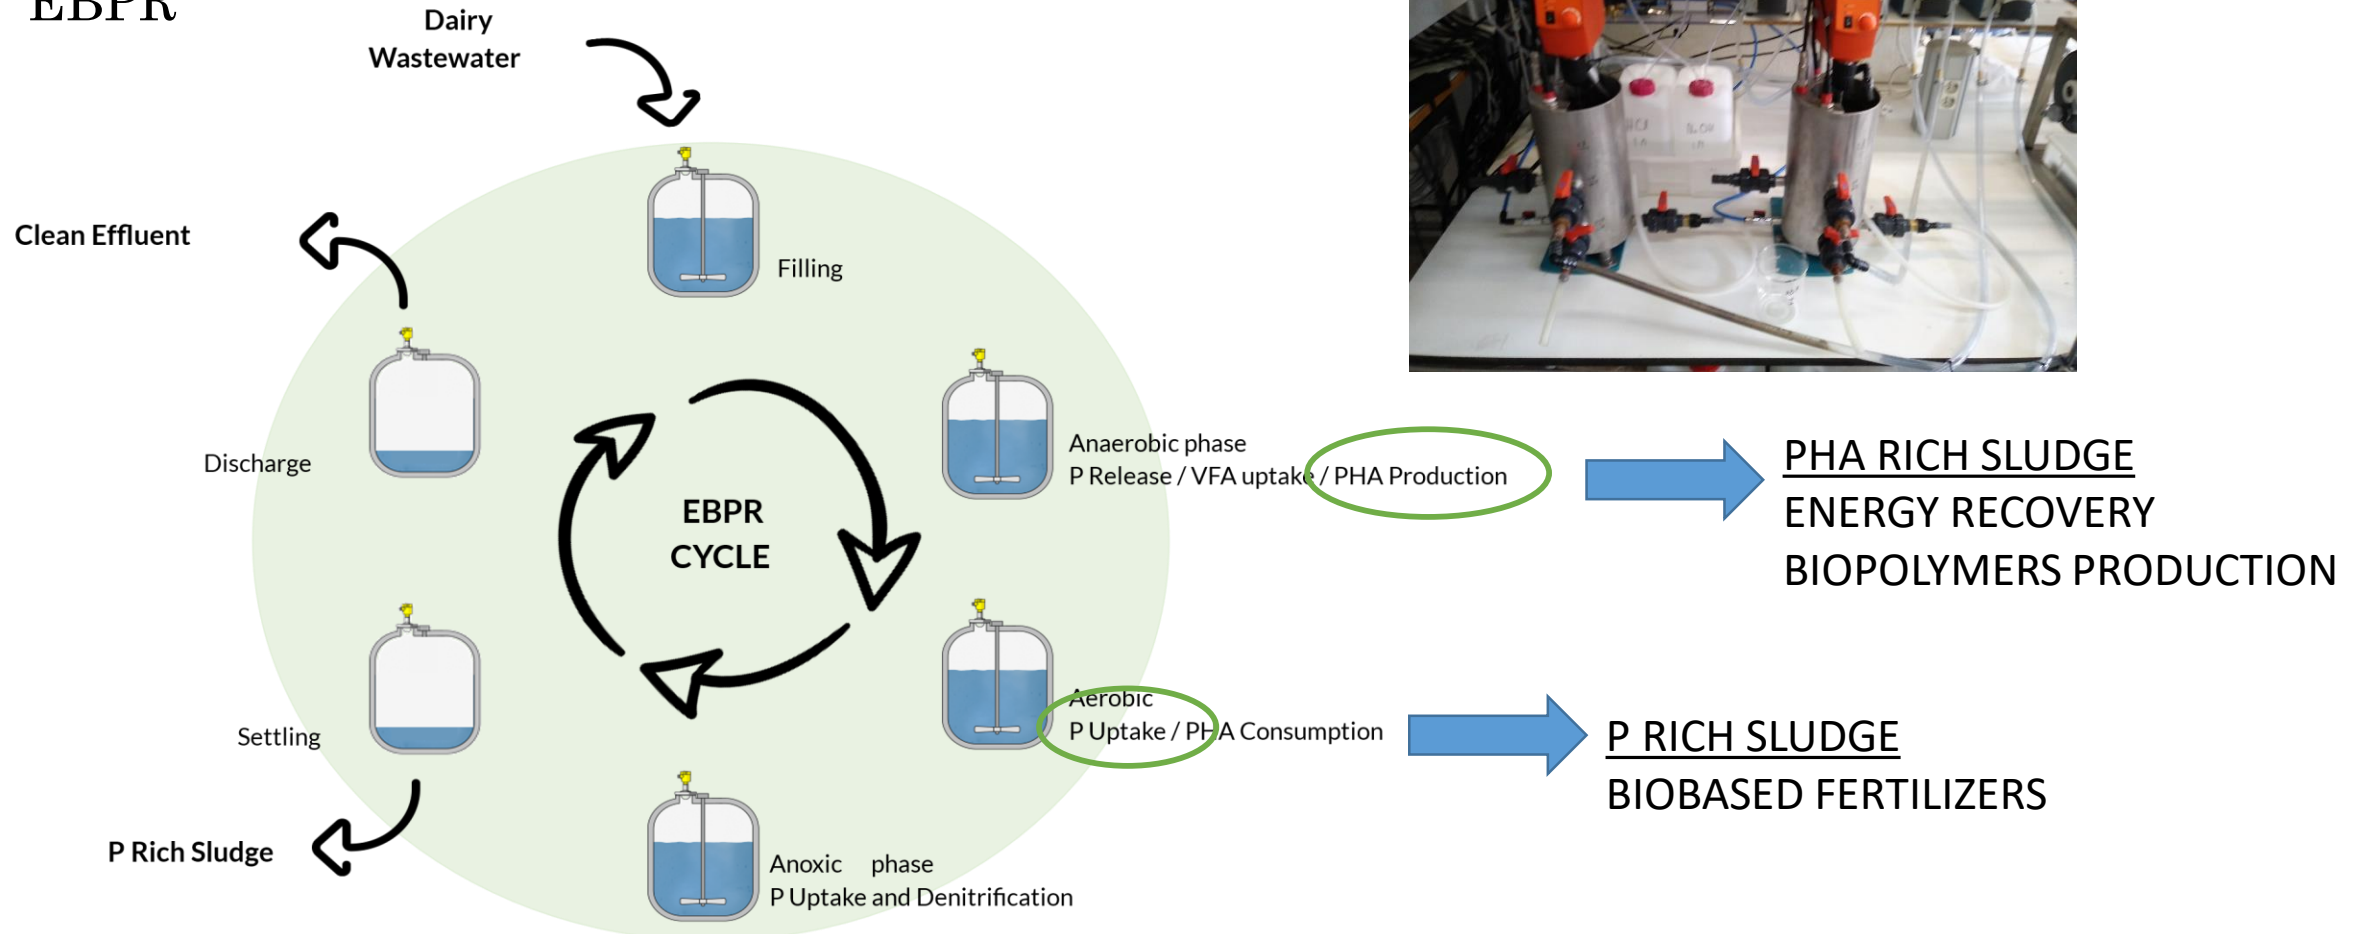 EBPR
Dairy
Wastewater
Clean Effluent
Filling
Discharge
Anaerobic phase
P Release / VFA uptake / PHA Production
PHA RICH SLUDGE
ENERGY RECOVERY
BIOPOLYMERS PRODUCTION
EBPR
CYCLE
Settling
Aerobic
P Uptake / PHA Consumption
P RICH SLUDGE
BIOBASED FERTILIZERS
P Rich Sludge
Anoxic phase
P Uptake and Denitrification